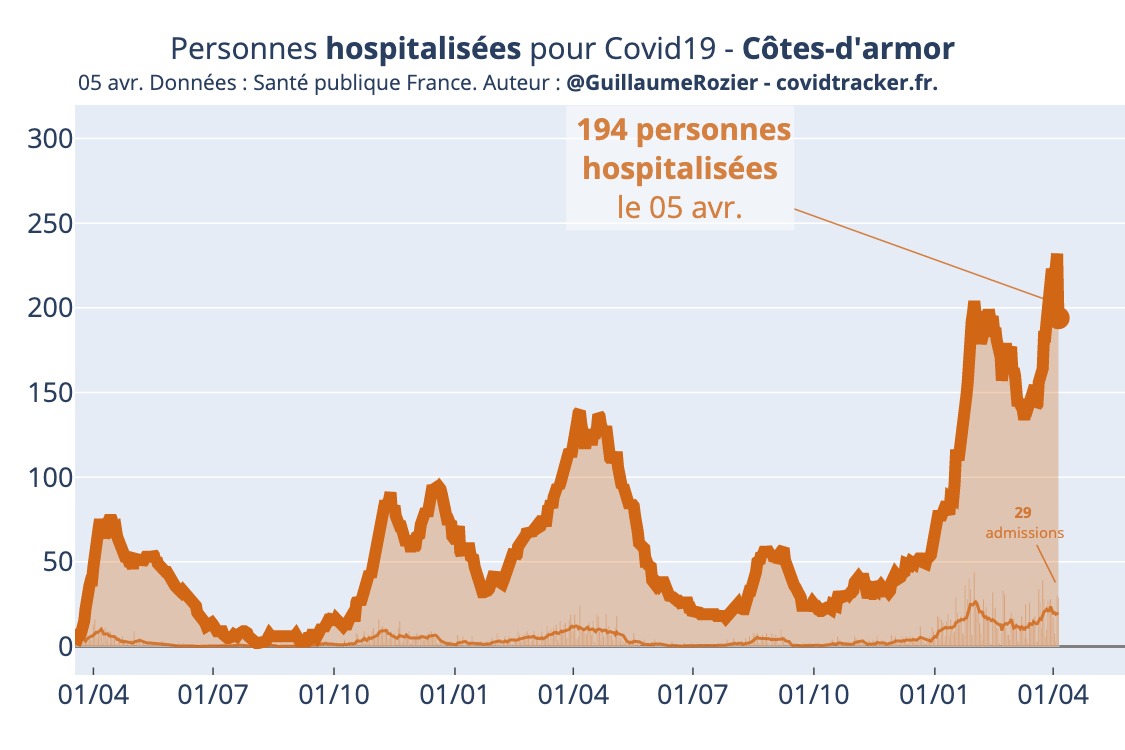 Personnes hospitalisées pour Covid19 - Côtes-d'armor
05 avr. Données : Santé publique France. Auteur : @GuillaumeRozier - covidtracker.fr.
194 personnes
hospitalisées
le 05 avr.
300
250
200
150
100
50
0
29
admissions
01/04
01/07
01/10
01/01
01/04
01/07
01/10
01/01
01/04